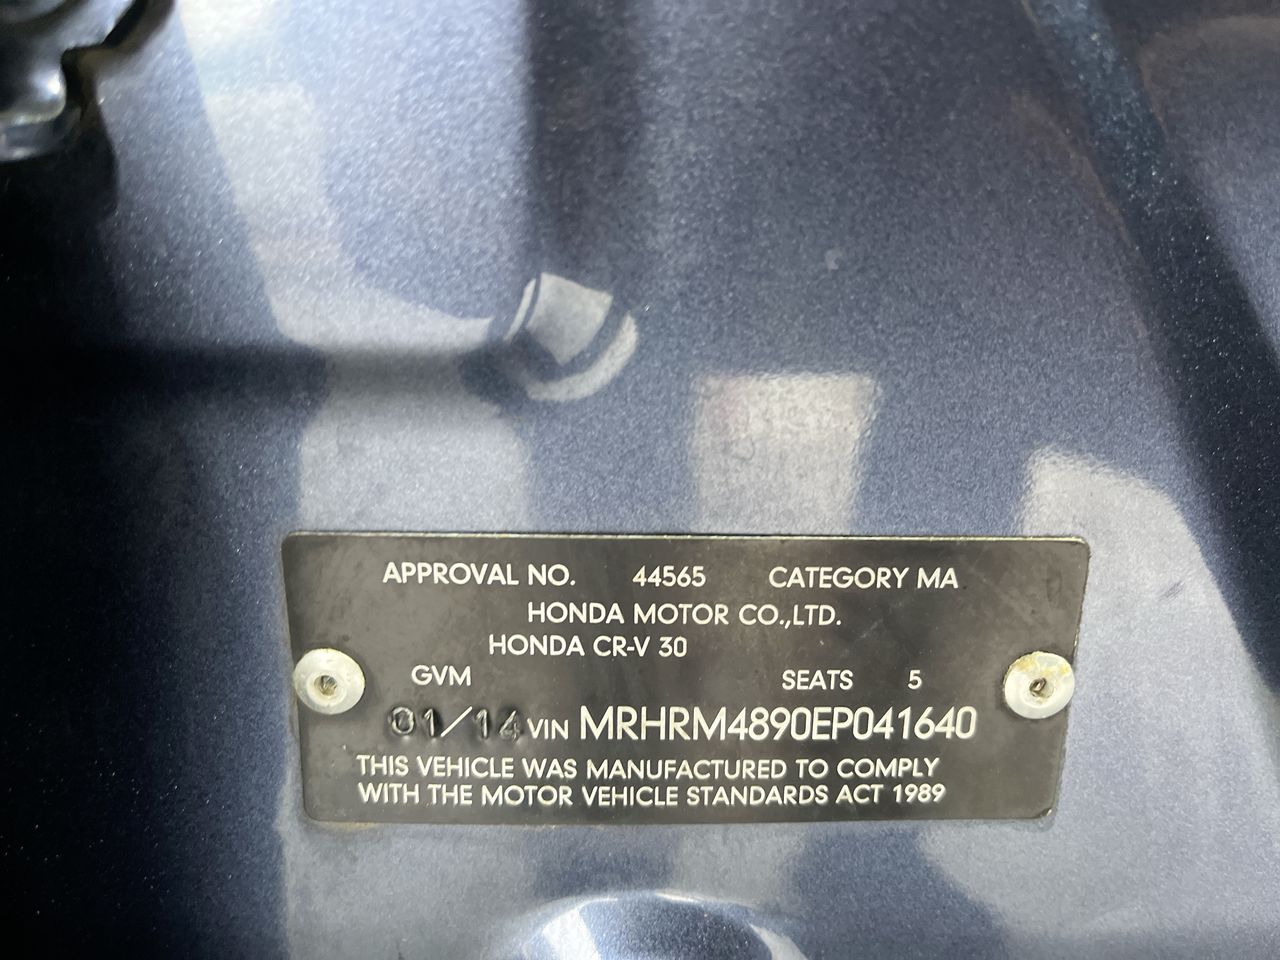 APPROVAL NO. 44565 CATEGORY MA
HONDA MOTOR CO.,LTD.
HONDA CR-V 30
GVM SEATS 5
01/14 VIN MRHRM4890EP041640
THIS VEHICLE WAS MANUFACTURED TO COMPLY
WITH THE MOTOR VEHICLE STANDARDS ACT 1989